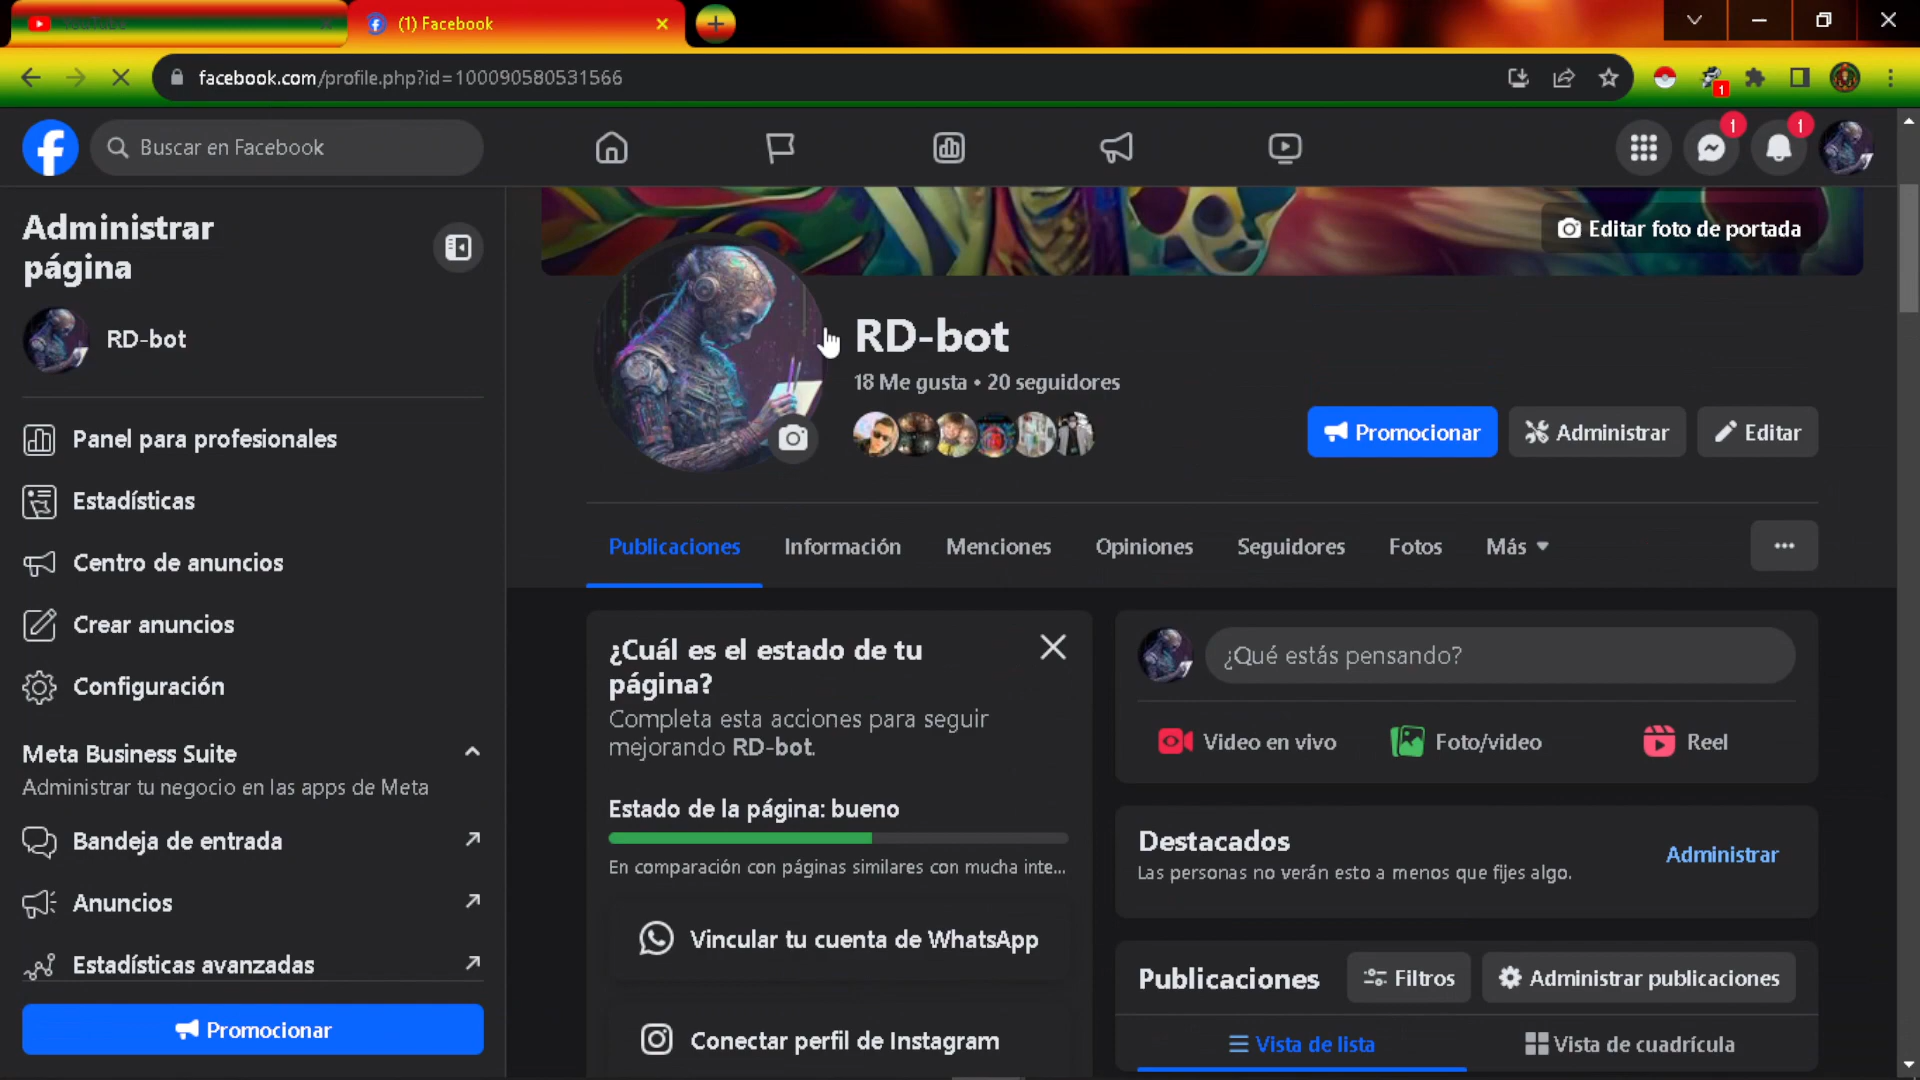 YouTube
(1) Facebook
facebook.com/profile.php?id=100090580531566
1
Buscar en Facebook
1
1
Administrar
página
RD-bot
Panel para profesionales
Estadísticas
Centro de anuncios
Crear anuncios
Configuración
Meta Business Suite
Administrar tu negocio en las apps de Meta
Bandeja de entrada
Anuncios
Estadísticas avanzadas
Promocionar
Editar foto de portada
RD-bot
18 Me gusta • 20 seguidores
Promocionar
Administrar
Editar
Publicaciones
Información
Menciones
Opiniones
Seguidores
Fotos
Más
¿Cuál es el estado de tu
página?
Completa esta acciones para seguir
mejorando RD-bot.
Estado de la página: bueno
En comparación con páginas similares con mucha inte...
Vincular tu cuenta de WhatsApp
Conectar perfil de Instagram
¿Qué estás pensando?
Video en vivo
Foto/video
Reel
Destacados
Administrar
Las personas no verán esto a menos que fijes algo.
Publicaciones
Filtros
Administrar publicaciones
Vista de lista
Vista de cuadrícula